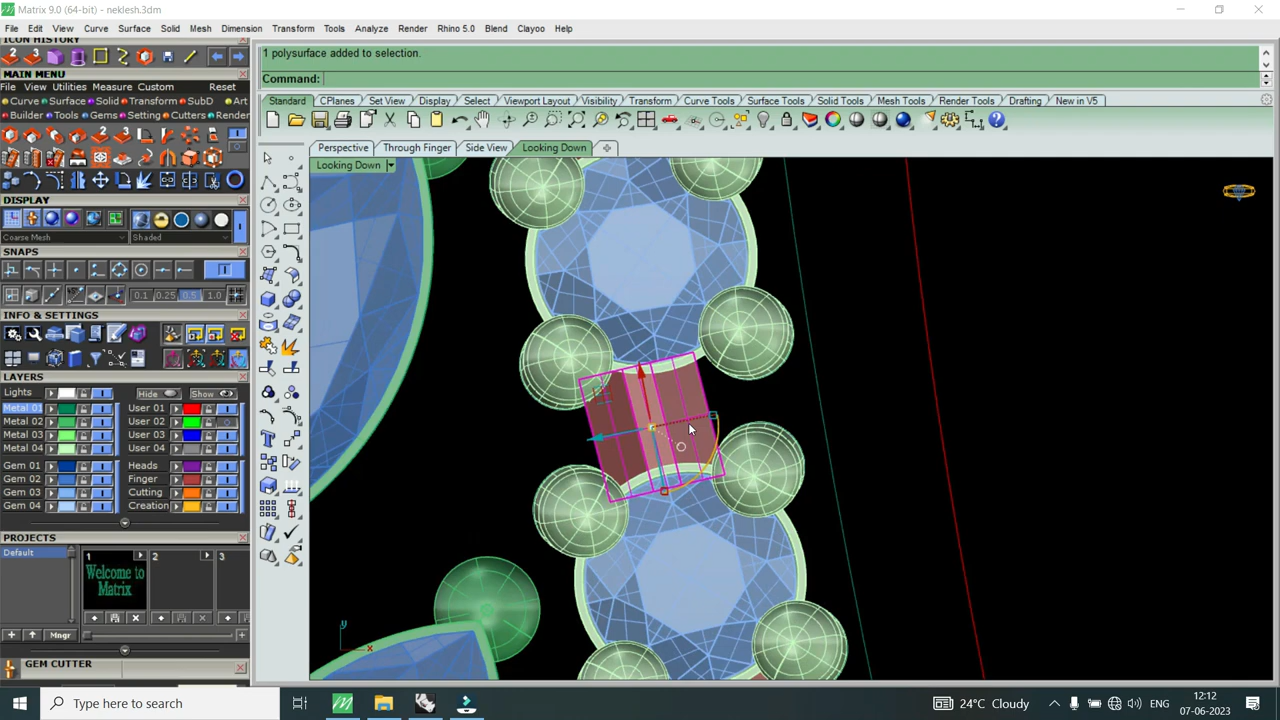 Matrix 9.0 (64-bit) - neklesh.3dm
File Edit View Curve Surface Solid Mesh Dimension Transform Tools Analyze Render Rhino 5.0 Blend Clayoo Help
ICON HISTORY
1 polysurface added to selection.
Command:
MAIN MENU
File View Utilities Measure Custom Reset
Curve Surface Solid Transform SubD Art
Builder Tools Gems Setting Cutters Render
Standard CPlanes Set View Display Select Viewport Layout Visibility Transform Curve Tools Surface Tools Solid Tools Mesh Tools Render Tools Drafting New in V5
Perspective Through Finger Side View Looking Down
Looking Down
DISPLAY
Coarse Mesh Shaded
SNAPS
0.1 0.25 0.5 1.0
INFO & SETTINGS
LAYERS
Lights Hide Show
Metal 01 User 01
Metal 02 User 02
Metal 03 User 03
Metal 04 User 04
Gem 01 Heads
Gem 02 Finger
Gem 03 Cutting
Gem 04 Creation
PROJECTS
Default 1 2 3
Welcome to Matrix
Mngr
GEM CUTTER
y
x
Type here to search
24°C Cloudy
ENG
12:12
07-06-2023